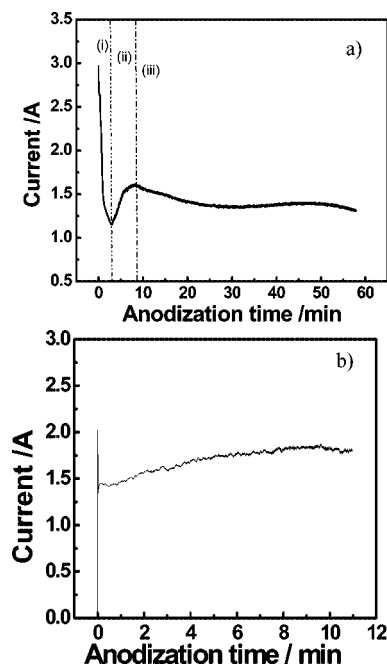 3.5
3.0
2.5
2.0
1.5
1.0
0.5
Current /A
(i)
(ii)
(iii)
a)
0 10 20 30 40 50 60
Anodization time /min
3.0
2.5
2.0
1.5
1.0
0.5
0.0
Current /A
b)
0 2 4 6 8 10 12
Anodization time / min